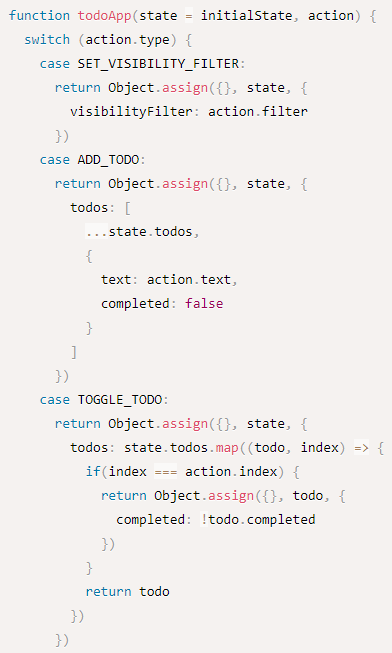 function todoApp(state = initialState, action) {
  switch (action.type) {
    case SET_VISIBILITY_FILTER:
      return Object.assign({}, state, {
        visibilityFilter: action.filter
      })
    case ADD_TODO:
      return Object.assign({}, state, {
        todos: [
          ...state.todos,
          {
            text: action.text,
            completed: false
          }
        ]
      })
    case TOGGLE_TODO:
      return Object.assign({}, state, {
        todos: state.todos.map((todo, index) => {
          if(index === action.index) {
            return Object.assign({}, todo, {
              completed: !todo.completed
            })
          }
          return todo
        })
      })